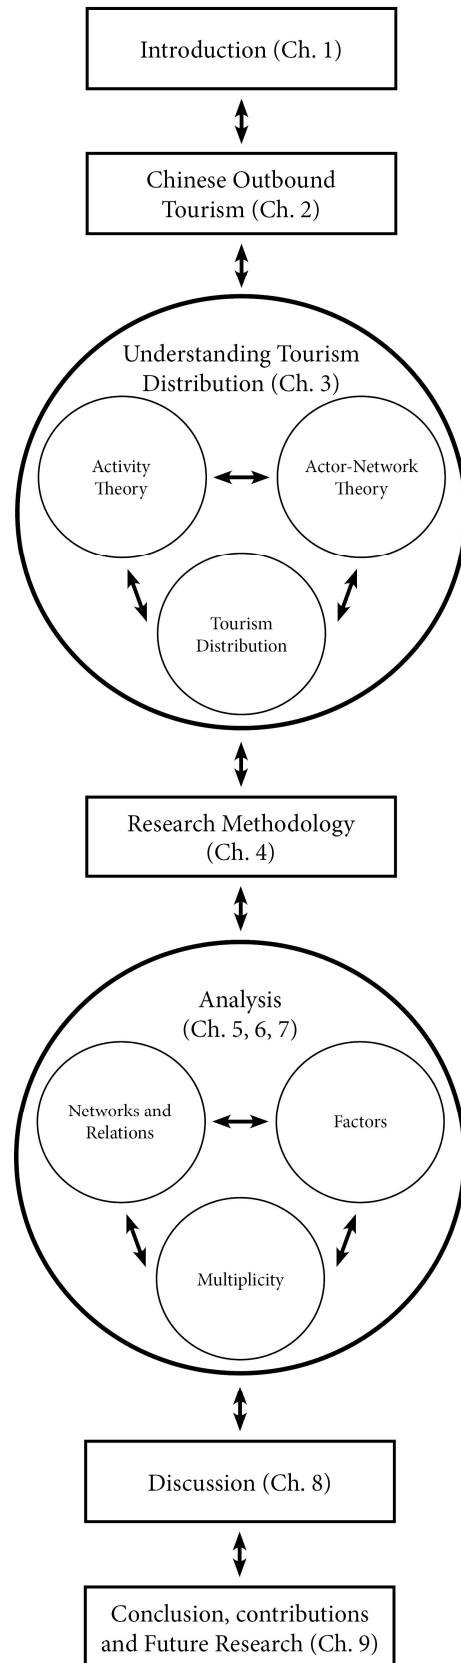 Introduction (Ch. 1)
Chinese Outbound
Tourism (Ch. 2)
Understanding Tourism
Distribution (Ch. 3)
Activity
Theory
Actor-Network
Theory
Tourism
Distribution
Research Methodology
(Ch. 4)
Analysis
(Ch. 5, 6, 7)
Networks and
Relations
Factors
Multiplicity
Discussion (Ch. 8)
Conclusion, contributions
and Future Research (Ch. 9)